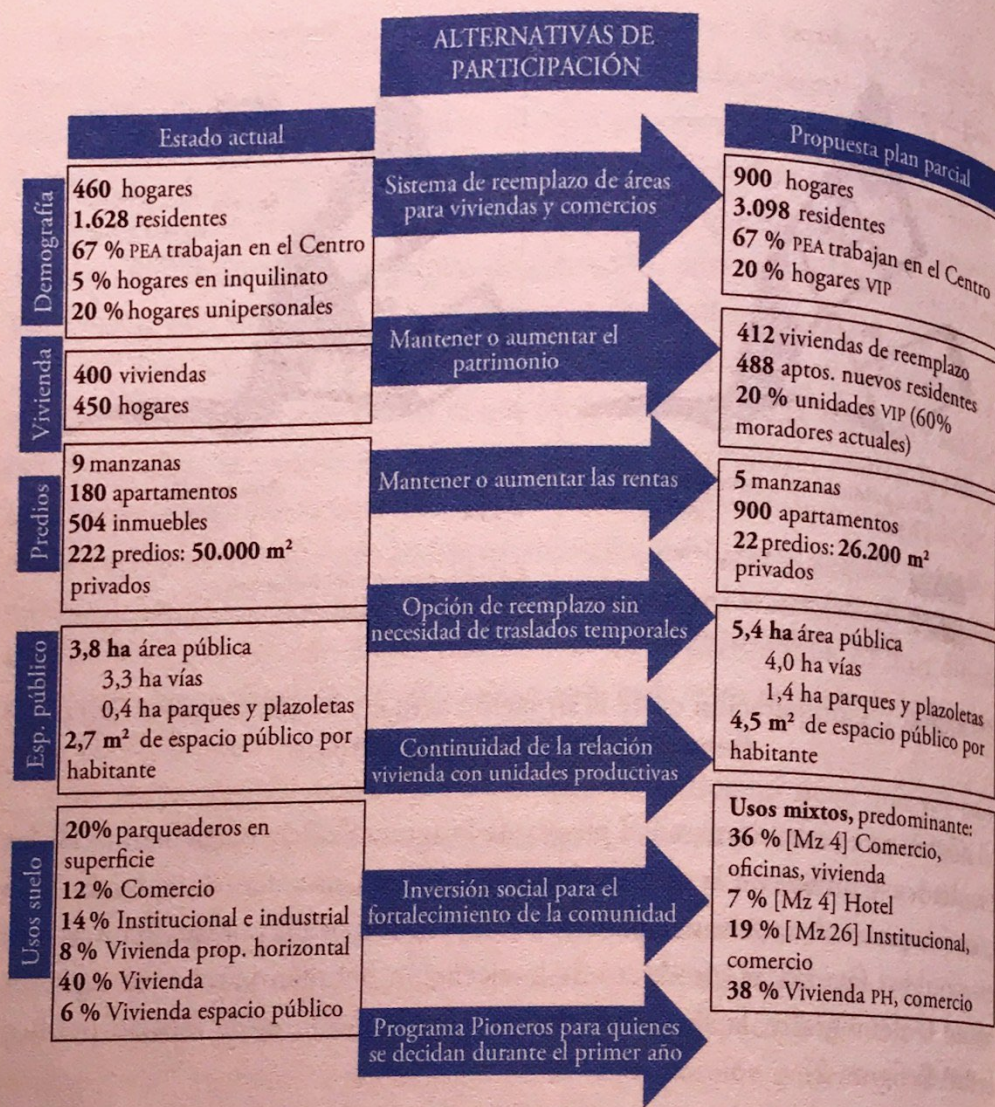 ALTERNATIVAS DE
PARTICIPACIÓN
Estado actual
Demografía
460 hogares
1.628 residentes
67 % PEA trabajan en el Centro
5 % hogares en inquilinato
20 % hogares unipersonales
Vivienda
400 viviendas
450 hogares
Predios
9 manzanas
180 apartamentos
504 inmuebles
222 predios: 50.000 m²
privados
Esp. público
3,8 ha área pública
3,3 ha vías
0,4 ha parques y plazoletas
2,7 m² de espacio público por
habitante
Usos suelo
20% parqueaderos en
superficie
12 % Comercio
14 % Institucional e industrial
8 % Vivienda prop. horizontal
40 % Vivienda
6 % Vivienda espacio público
Sistema de reemplazo de áreas
para viviendas y comercios
Mantener o aumentar el
patrimonio
Mantener o aumentar las rentas
Opción de reemplazo sin
necesidad de traslados temporales
Continuidad de la relación
vivienda con unidades productivas
Inversión social para el
fortalecimiento de la comunidad
Programa Pioneros para quienes
se decidan durante el primer año
Propuesta plan parcial
900 hogares
3.098 residentes
67 % PEA trabajan en el Centro
20 % hogares VIP
412 viviendas de reemplazo
488 aptos. nuevos residentes
20 % unidades VIP (60%
moradores actuales)
5 manzanas
900 apartamentos
22 predios: 26.200 m²
privados
5,4 ha área pública
4,0 ha vías
1,4 ha parques y plazoletas
4,5 m² de espacio público por
habitante
Usos mixtos, predominante:
36 % [Mz 4] Comercio,
oficinas, vivienda
7 % [Mz 4] Hotel
19 % [Mz 26] Institucional,
comercio
38 % Vivienda PH, comercio